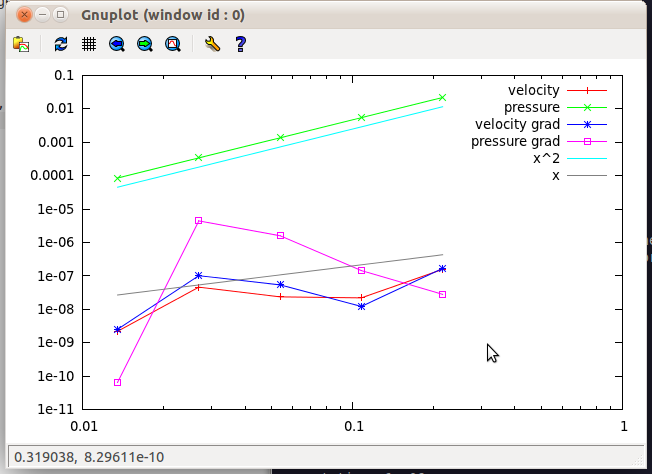 Gnuplot (window id : 0)
0.1
0.01
0.001
0.0001
1e-05
1e-06
1e-07
1e-08
1e-09
1e-10
1e-11
velocity
pressure
velocity grad
pressure grad
x^2
x
0.01
0.1
1
0.319038, 8.29611e-10